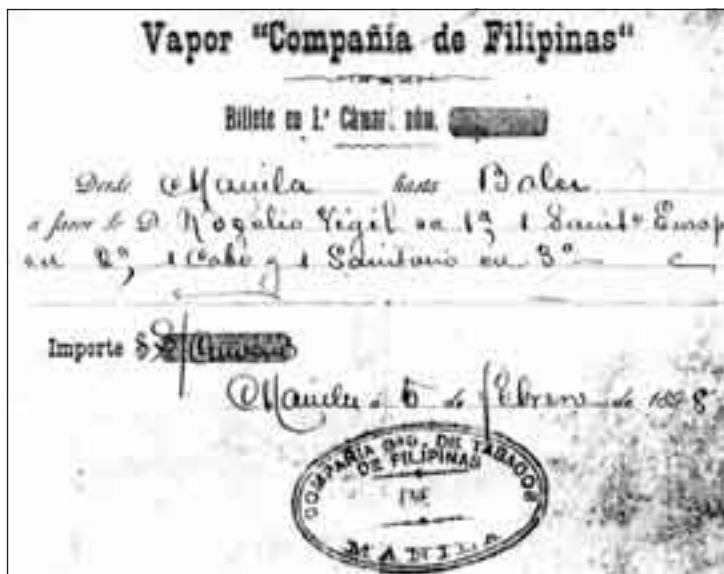 Vapor "Compañía de Filipinas"
Billete en 1.ª Cámar. núm.
Desde Manila hasta Baler
a favor de D. Rogelio Vigil en 1ª, 1 Sanitº Europ
en 2ª, 1 Cabo y 1 Sanitario en 3ª
Importe $
Manila a 5 de Febrero de 1898
COMPAÑIA Gral. DE TABACOS
DE FILIPINAS
MANILA